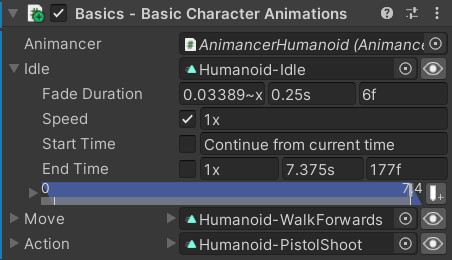 Basics - Basic Character Animations
Animancer AnimancerHumanoid (Animance
Idle Humanoid-Idle
Fade Duration 0.03389~x 0.25s 6f
Speed 1x
Start Time Continue from current time
End Time 1x 7.375s 177f
0 7.4
Move Humanoid-WalkForwards
Action Humanoid-PistolShoot